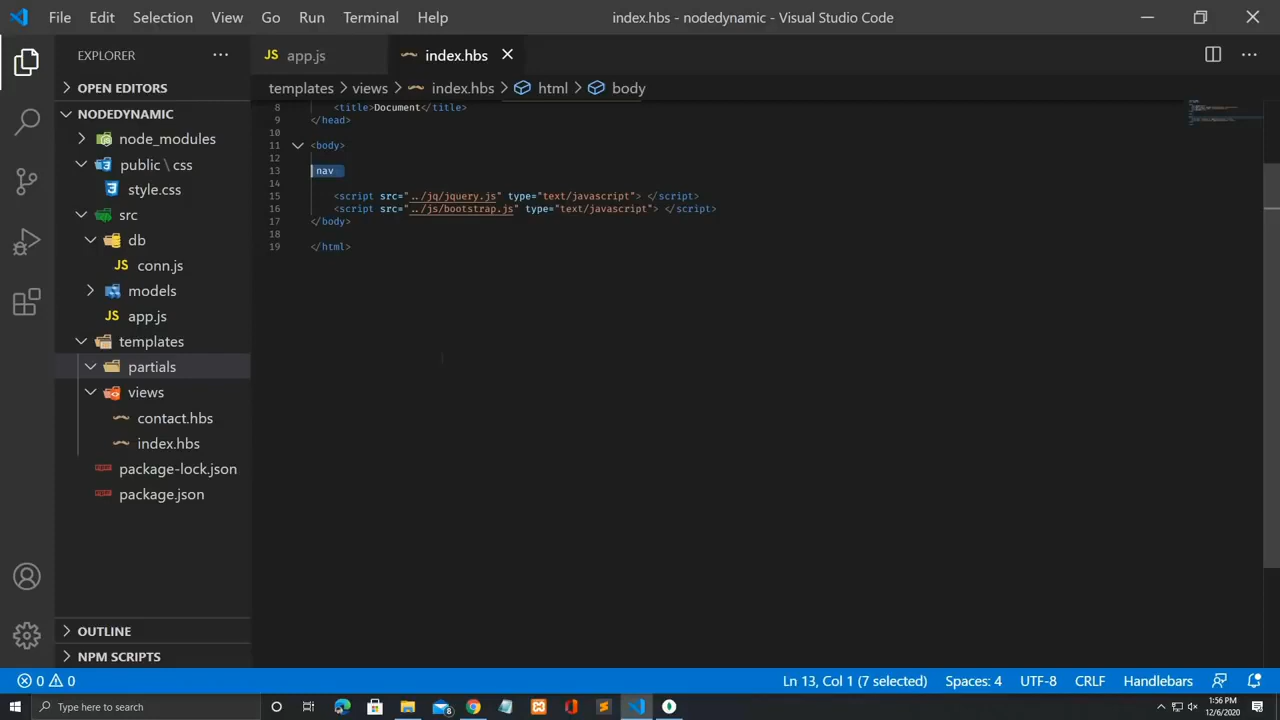 File Edit Selection View Go Run Terminal Help index.hbs - nodedynamic - Visual Studio Code
EXPLORER
JS app.js
index.hbs
OPEN EDITORS
templates > views > index.hbs > html > body
NODEDYNAMIC
node_modules
public \ css
style.css
src
db
JS conn.js
models
JS app.js
templates
partials
views
contact.hbs
index.hbs
package-lock.json
package.json
OUTLINE
NPM SCRIPTS
8 <title>Document</title>
9 </head>
10
11 <body>
12
13 nav
14
15 <script src="../jq/jquery.js" type="text/javascript"> </script>
16 <script src="../js/bootstrap.js" type="text/javascript"> </script>
17 </body>
18
19 </html>
0 0 Ln 13, Col 1 (7 selected) Spaces: 4 UTF-8 CRLF Handlebars
Type here to search
1:56 PM
12/6/2020